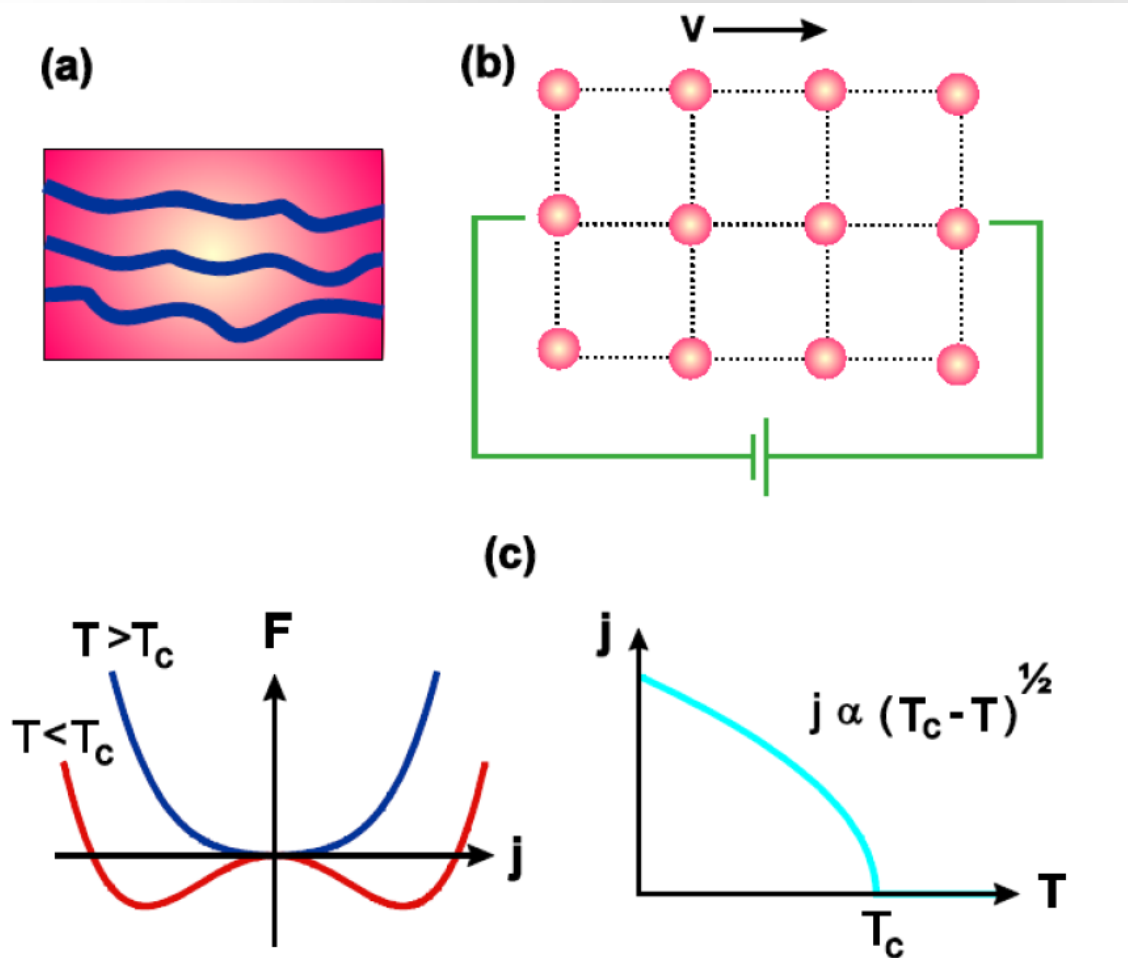 (a)
(b)
V
(c)
T >Tc
F
T<Tc
j
j
j α (Tc - T)½
T
Tc